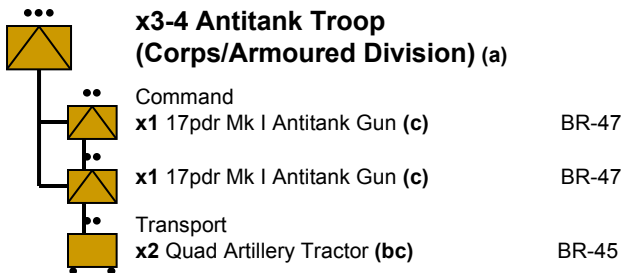 x3-4 Antitank Troop
(Corps/Armoured Division) (a)
Command
x1 17pdr Mk I Antitank Gun (c) BR-47
x1 17pdr Mk I Antitank Gun (c) BR-47
Transport
x2 Quad Artillery Tractor (bc) BR-45